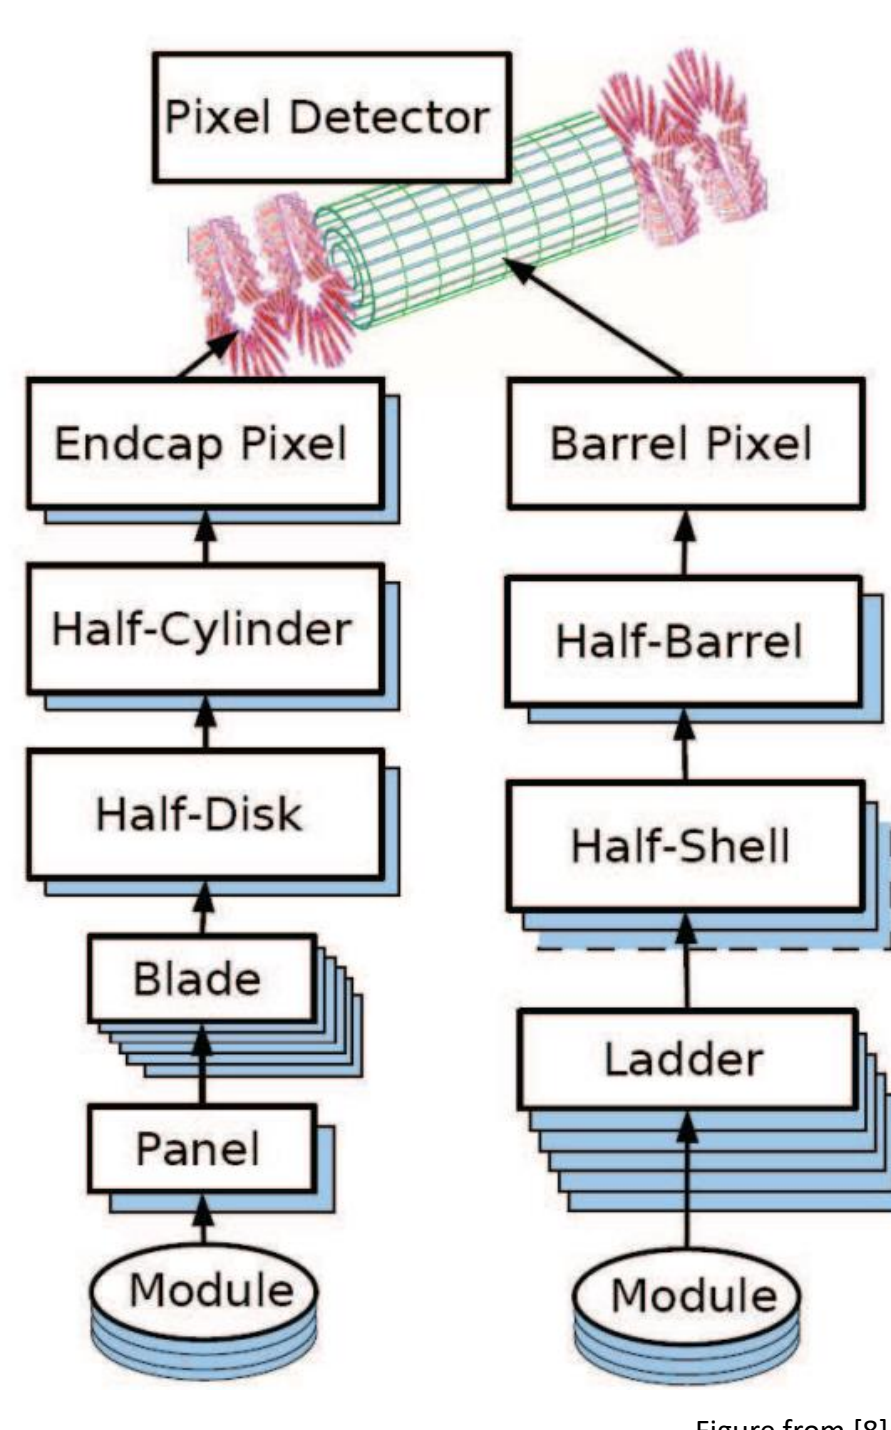 Pixel Detector
Endcap Pixel
Barrel Pixel
Half-Cylinder
Half-Barrel
Half-Disk
Half-Shell
Blade
Ladder
Panel
Module
Module
Figure from [8]